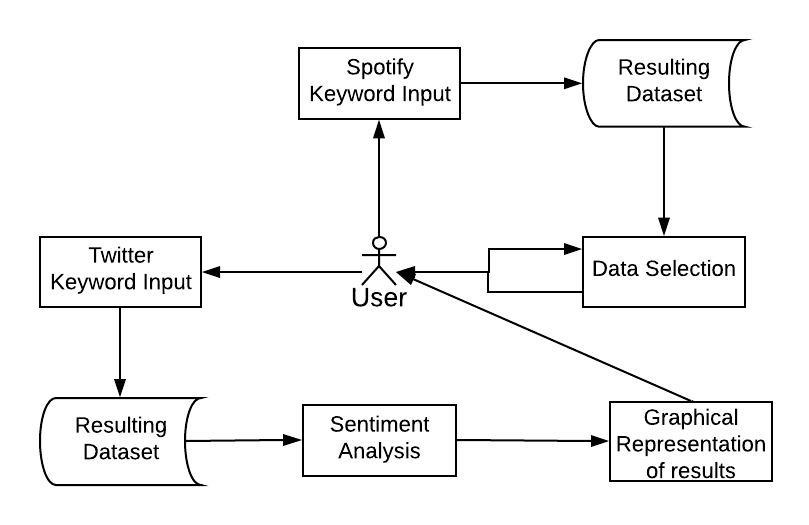 Spotify
Keyword Input
Resulting
Dataset
Twitter
Keyword Input
User
Data Selection
Resulting
Dataset
Sentiment
Analysis
Graphical
Representation
of results